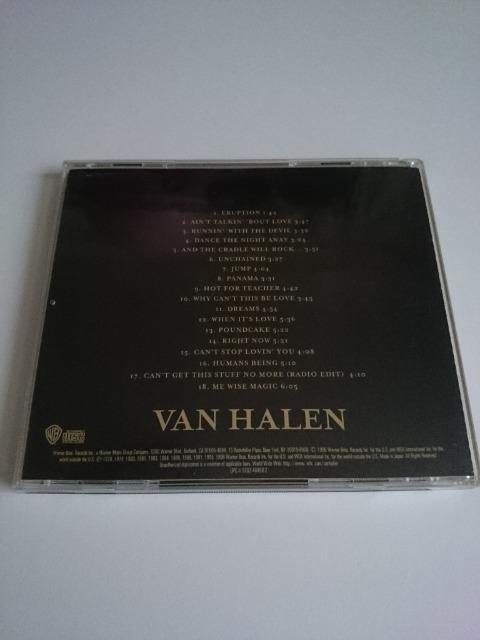 1. ERUPTION 1:42
2. AIN'T TALKIN' 'BOUT LOVE 3:47
3. RUNNIN' WITH THE DEVIL 3:32
4. DANCE THE NIGHT AWAY 3:04
5. AND THE CRADLE WILL ROCK... 3:31
6. UNCHAINED 3:27
7. JUMP 4:04
8. PANAMA 3:31
9. HOT FOR TEACHER 4:42
10. WHY CAN'T THIS BE LOVE 3:45
11. DREAMS 4:54
12. WHEN IT'S LOVE 5:36
13. POUNDCAKE 5:22
14. RIGHT NOW 5:21
15. CAN'T STOP LOVIN' YOU 4:08
16. HUMANS BEING 5:10
17. CAN'T GET THIS STUFF NO MORE (RADIO EDIT) 4:10
18. ME WISE MAGIC 6:05
VAN HALEN